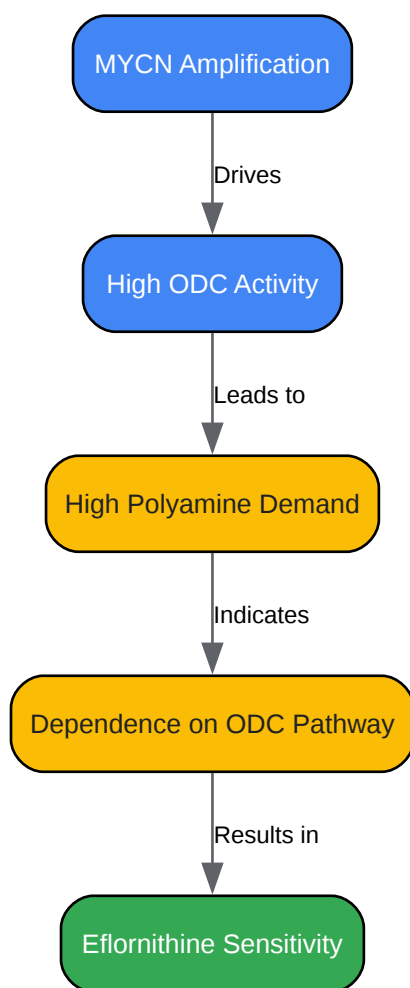 MYCN Amplification
Drives
High ODC Activity
Leads to
High Polyamine Demand
Indicates
Dependence on ODC Pathway
Results in
Eflornithine Sensitivity